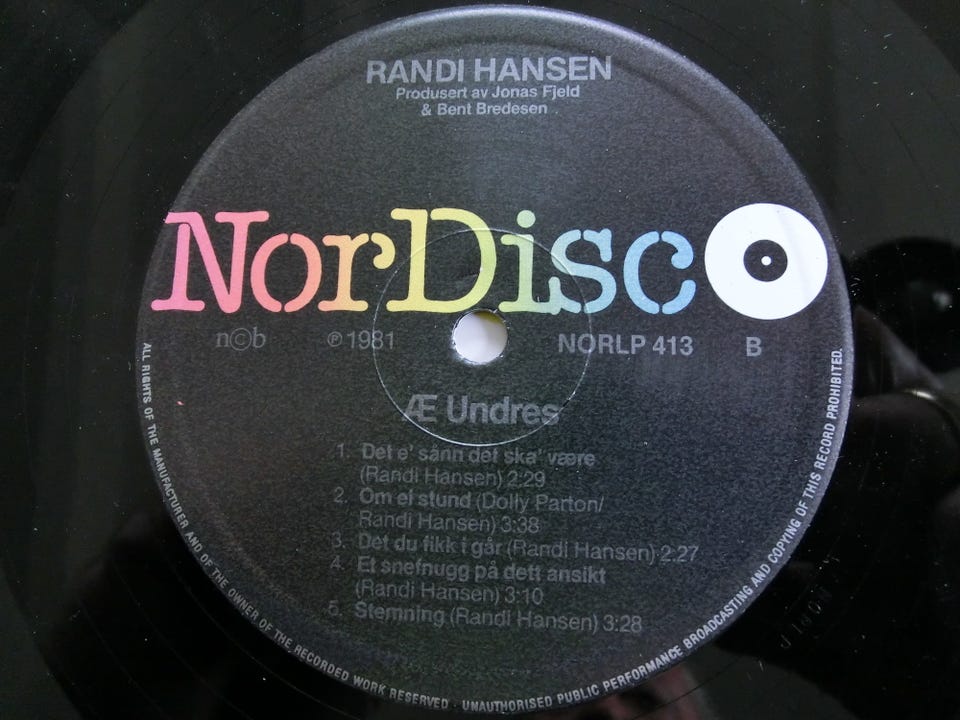 RANDI HANSEN
Produsert av Jonas Fjeld
& Bent Bredesen
NorDisco
n©b ℗ 1981 NORLP 413 B
Æ Undres
1. Det e' sånn det ska' være
(Randi Hansen) 2:29
2. Om ei stund (Dolly Parton/
Randi Hansen) 3:38
3. Det du fikk i går (Randi Hansen) 2:27
4. Et snefnugg på dett ansikt
(Randi Hansen) 3:10
5. Stemning (Randi Hansen) 3:28
ALL RIGHTS OF THE MANUFACTURER AND OF THE OWNER OF THE RECORDED WORK RESERVED · UNAUTHORISED PUBLIC PERFORMANCE BROADCASTING AND COPYING OF THIS RECORD PROHIBITED.